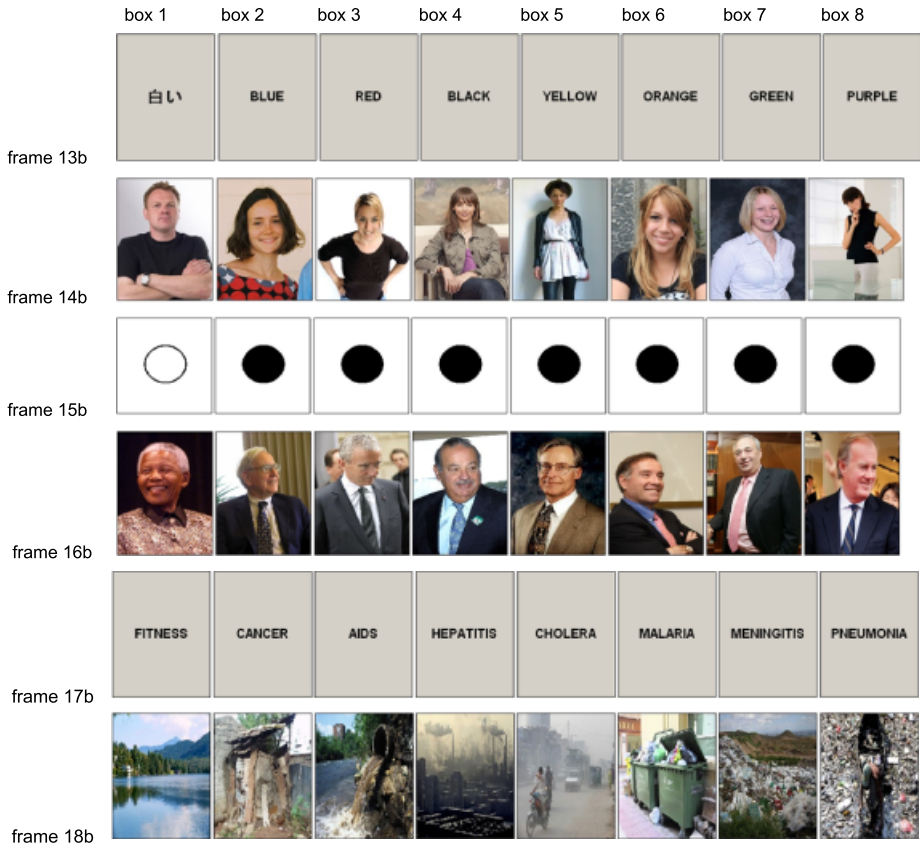 box 1 box 2 box 3 box 4 box 5 box 6 box 7 box 8
白い BLUE RED BLACK YELLOW ORANGE GREEN PURPLE
frame 13b
frame 14b
frame 15b
frame 16b
FITNESS CANCER AIDS HEPATITIS CHOLERA MALARIA MENINGITIS PNEUMONIA
frame 17b
frame 18b